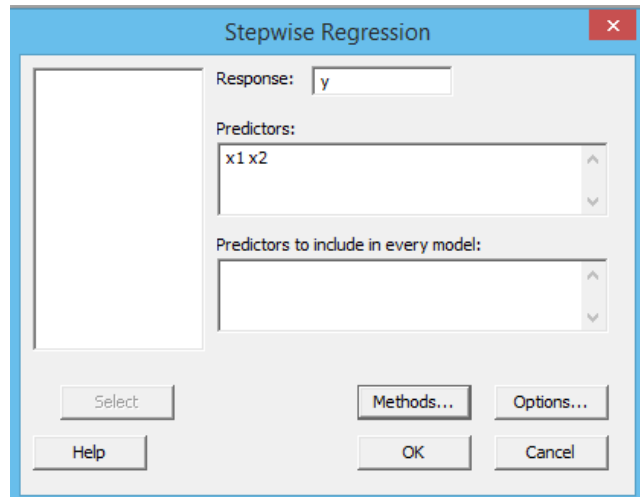 Stepwise Regression
Response: y
Predictors:
x1 x2
Predictors to include in every model:
Select
Methods...
Options...
Help
OK
Cancel